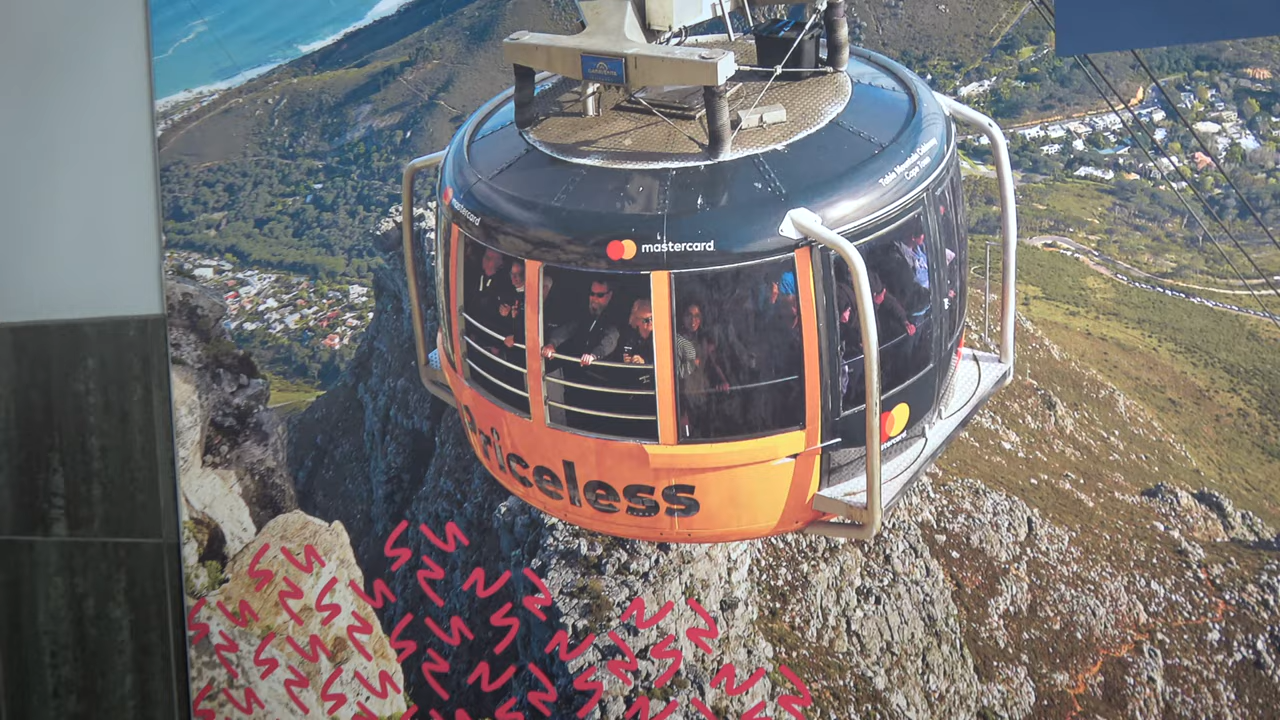 Table Mountain Cableway
Cape Town
mastercard
mastercard
Priceless